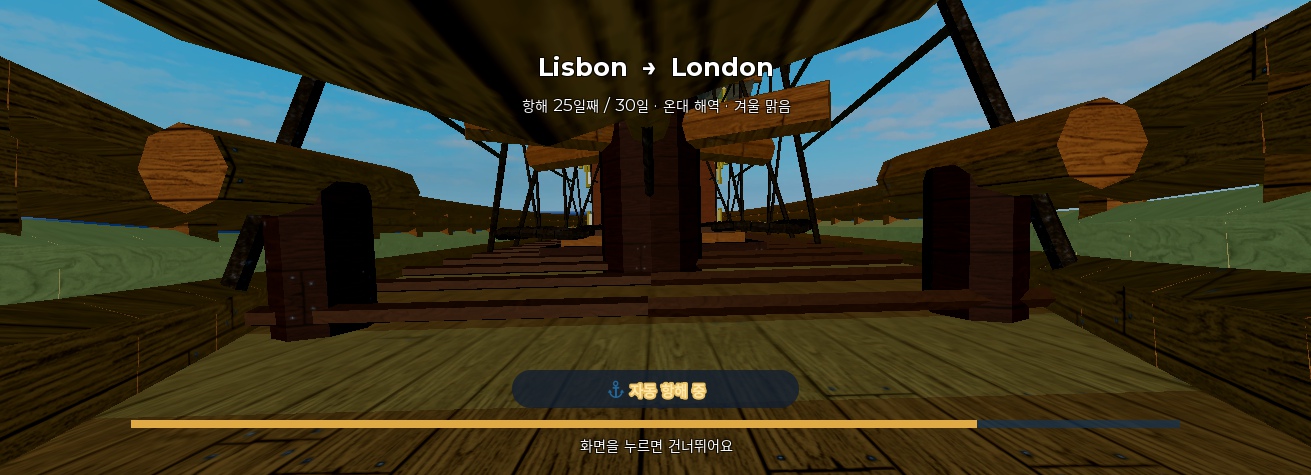 Lisbon → London
항해 25일째 / 30일 · 온대 해역 · 겨울 맑음
자동 항해 중
화면을 누르면 건너뛰어요